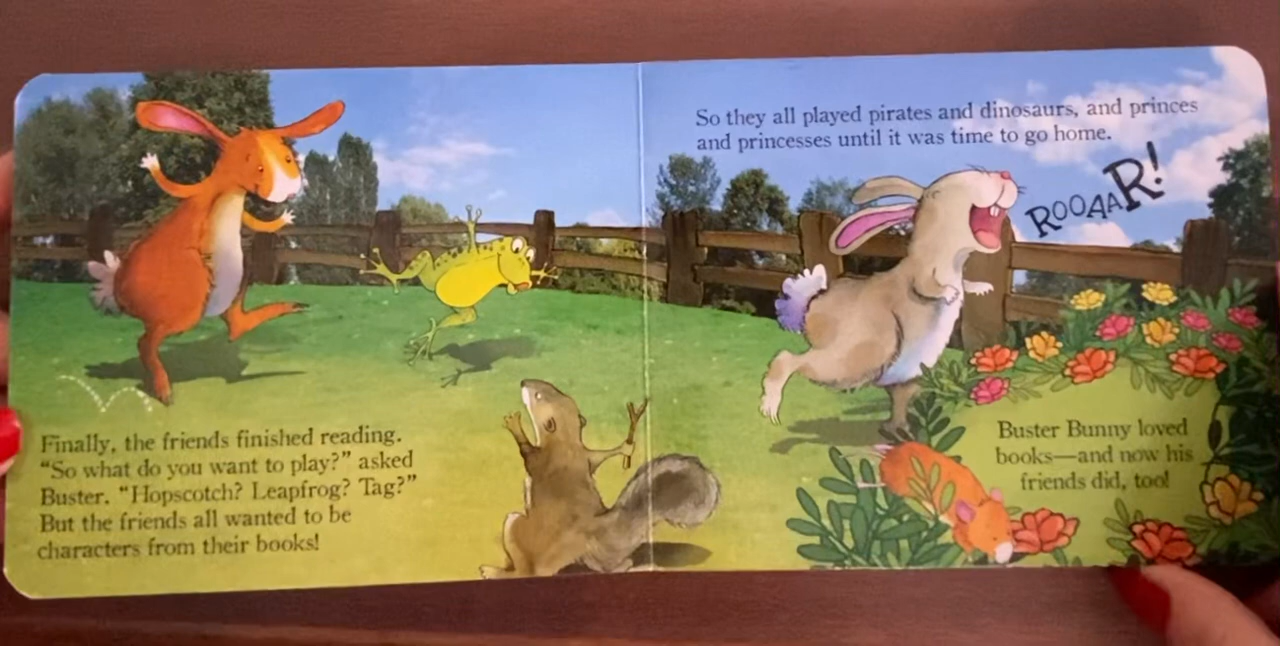 Finally, the friends finished reading.
“So what do you want to play?” asked
Buster. “Hopscotch? Leapfrog? Tag?”
But the friends all wanted to be
characters from their books!
So they all played pirates and dinosaurs, and princes
and princesses until it was time to go home.
ROOAAR!
Buster Bunny loved
books—and now his
friends did, too!